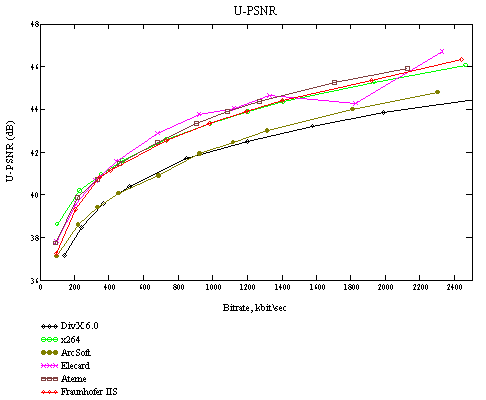 U-PSNR
48
46
44
42
40
38
36
U-PSNR (dB)
0 200 400 600 800 1000 1200 1400 1600 1800 2000 2200 2400
Bitrate, kbit/sec
DivX 6.0
x264
ArcSoft
Elecard
Ateme
Fraunhofer IIS